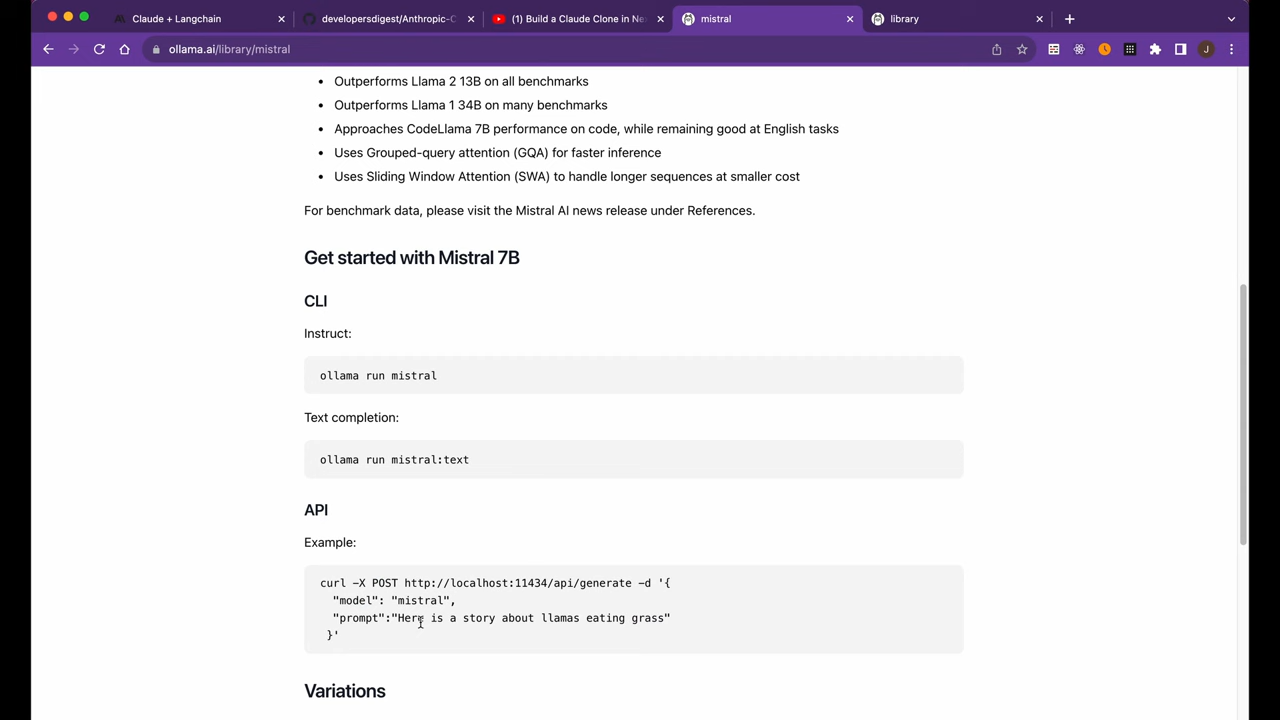 Claude + Langchain
developersdigest/Anthropic-C
(1) Build a Claude Clone in Ne
mistral
library
ollama.ai/library/mistral
J
Outperforms Llama 2 13B on all benchmarks
Outperforms Llama 1 34B on many benchmarks
Approaches CodeLlama 7B performance on code, while remaining good at English tasks
Uses Grouped-query attention (GQA) for faster inference
Uses Sliding Window Attention (SWA) to handle longer sequences at smaller cost
For benchmark data, please visit the Mistral AI news release under References.
Get started with Mistral 7B
CLI
Instruct:
ollama run mistral
Text completion:
ollama run mistral:text
API
Example:
curl -X POST http://localhost:11434/api/generate -d '{
"model": "mistral",
"prompt":"Here is a story about llamas eating grass"
}'
Variations